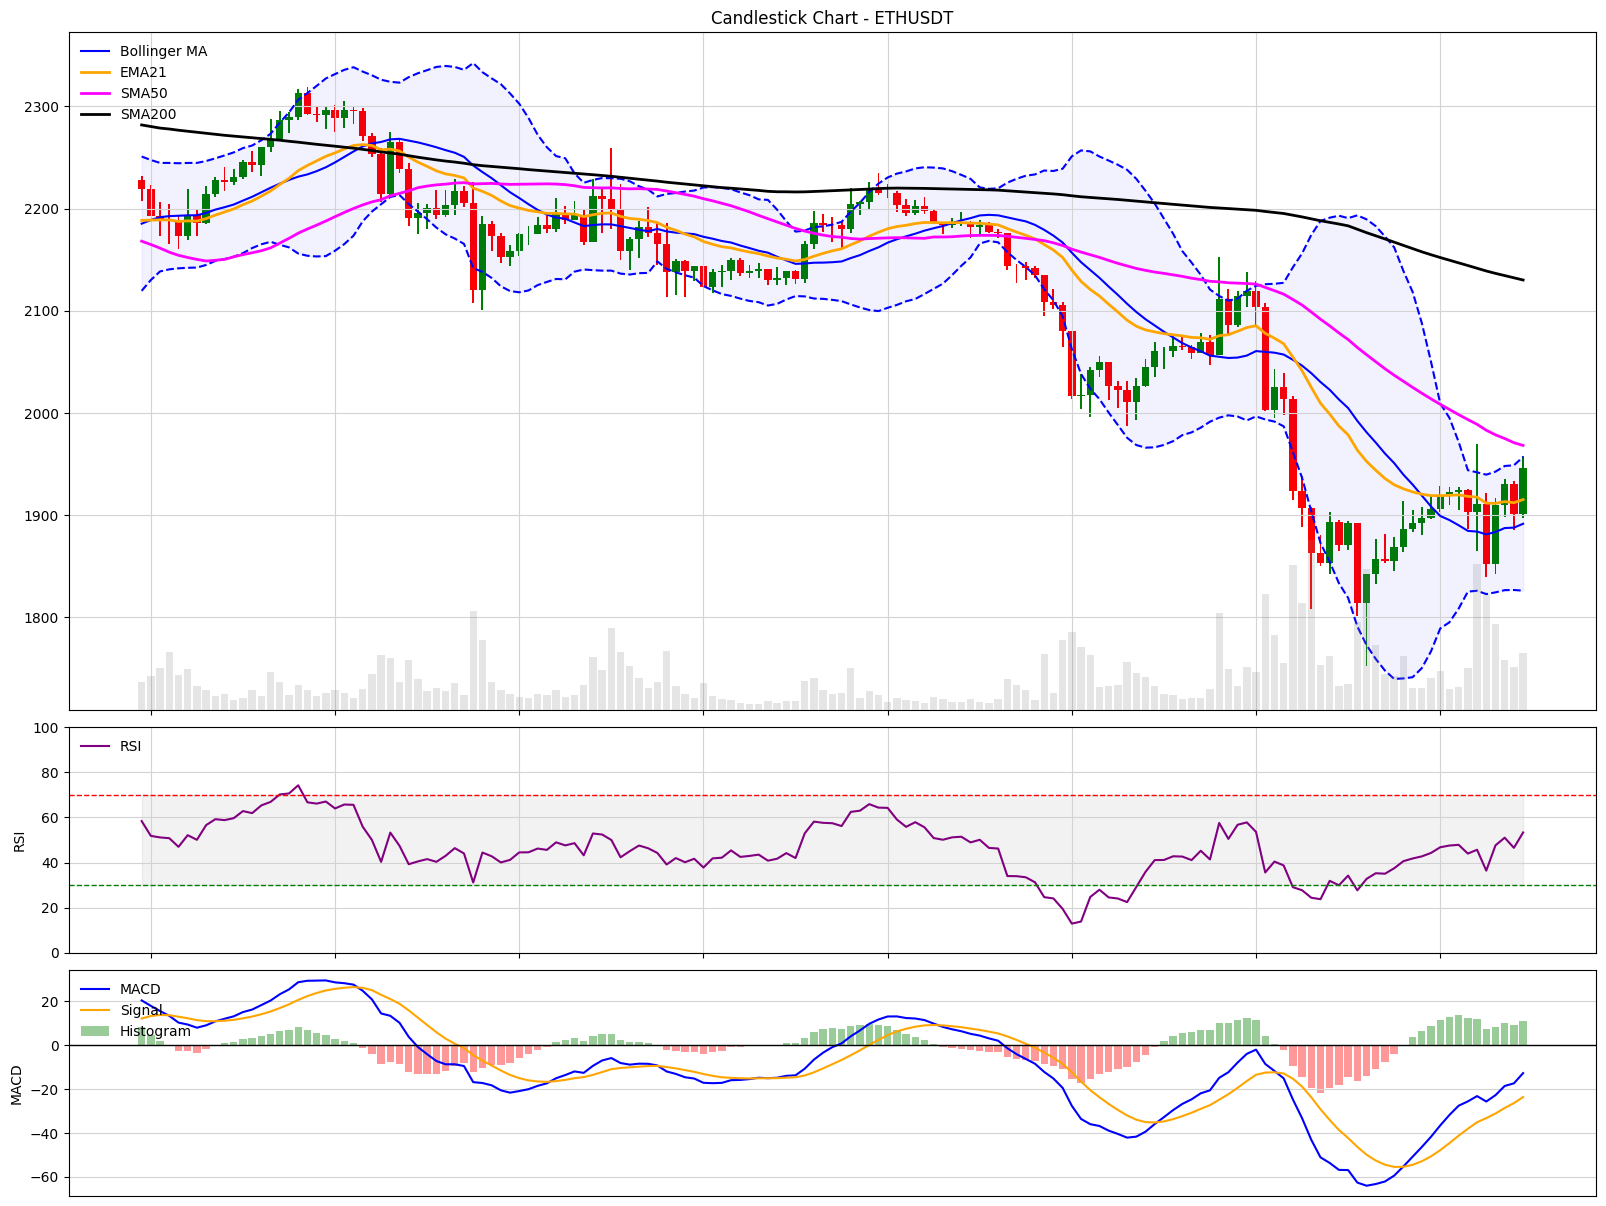 Candlestick Chart - ETHUSDT
Bollinger MA
EMA21
SMA50
SMA200
2300
2200
2100
2000
1900
1800
RSI
100
80
60
40
20
0
RSI
MACD
Signal
Histogram
20
0
−20
−40
−60
MACD